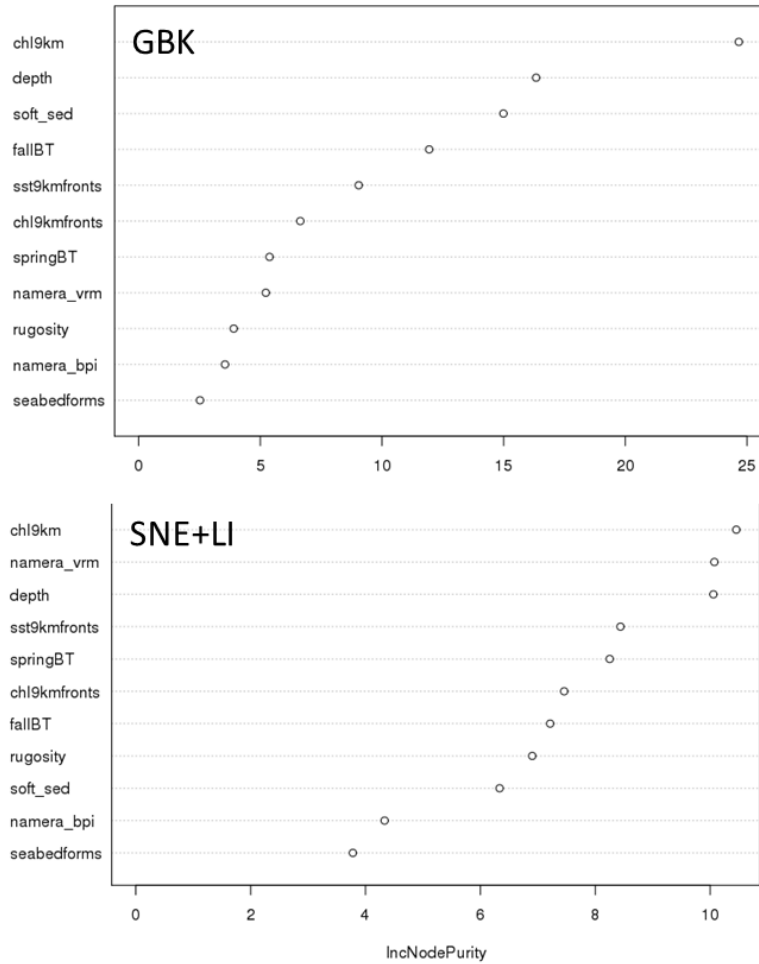 GBK
chl9km
depth
soft_sed
fallBT
sst9kmfronts
chl9kmfronts
springBT
namera_vrm
rugosity
namera_bpi
seabedforms
0 5 10 15 20 25
SNE+LI
chl9km
namera_vrm
depth
sst9kmfronts
springBT
chl9kmfronts
fallBT
rugosity
soft_sed
namera_bpi
seabedforms
0 2 4 6 8 10
IncNodePurity